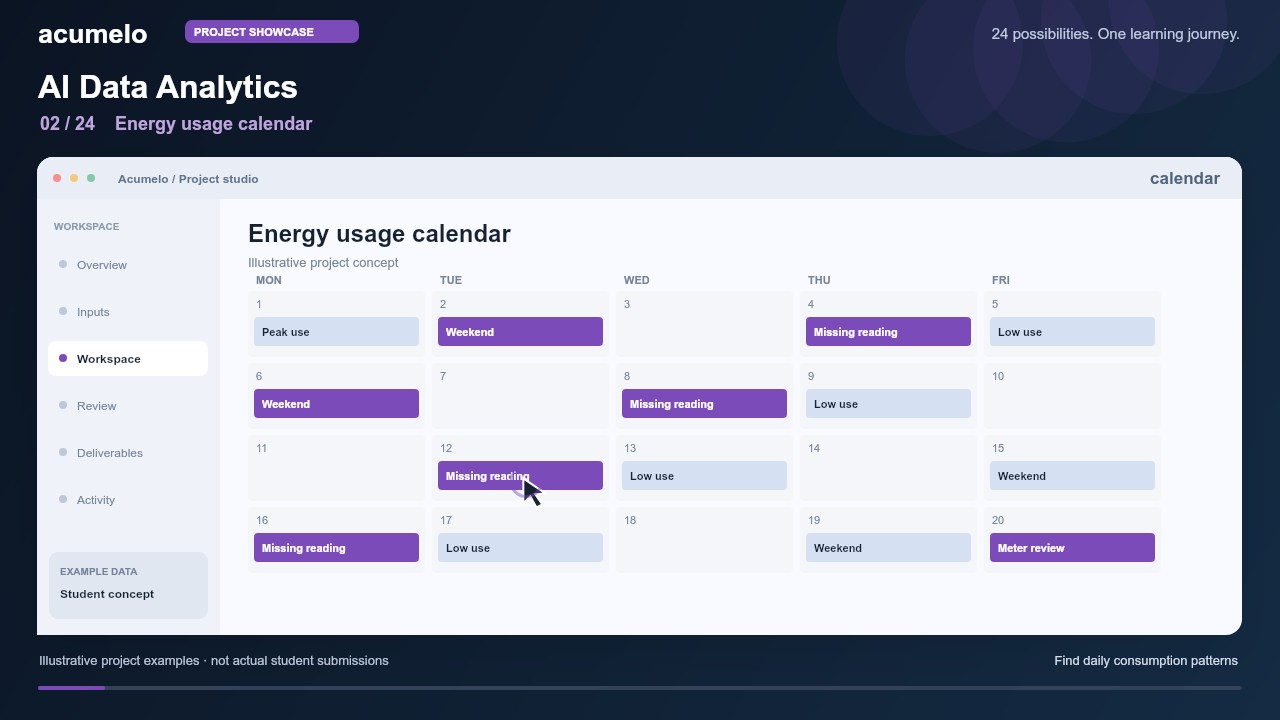 acumelo
PROJECT SHOWCASE
24 possibilities. One learning journey.
AI Data Analytics
02 / 24 Energy usage calendar
Acumelo / Project studio
calendar
WORKSPACE
Overview
Inputs
Workspace
Review
Deliverables
Activity
EXAMPLE DATA
Student concept
Energy usage calendar
Illustrative project concept
MON TUE WED THU FRI
1 2 3 4 5
Peak use Weekend Missing reading Low use
6 7 8 9 10
Weekend Missing reading Low use
11 12 13 14 15
Missing reading Low use Weekend
16 17 18 19 20
Missing reading Low use Weekend Meter review
Illustrative project examples · not actual student submissions
Find daily consumption patterns